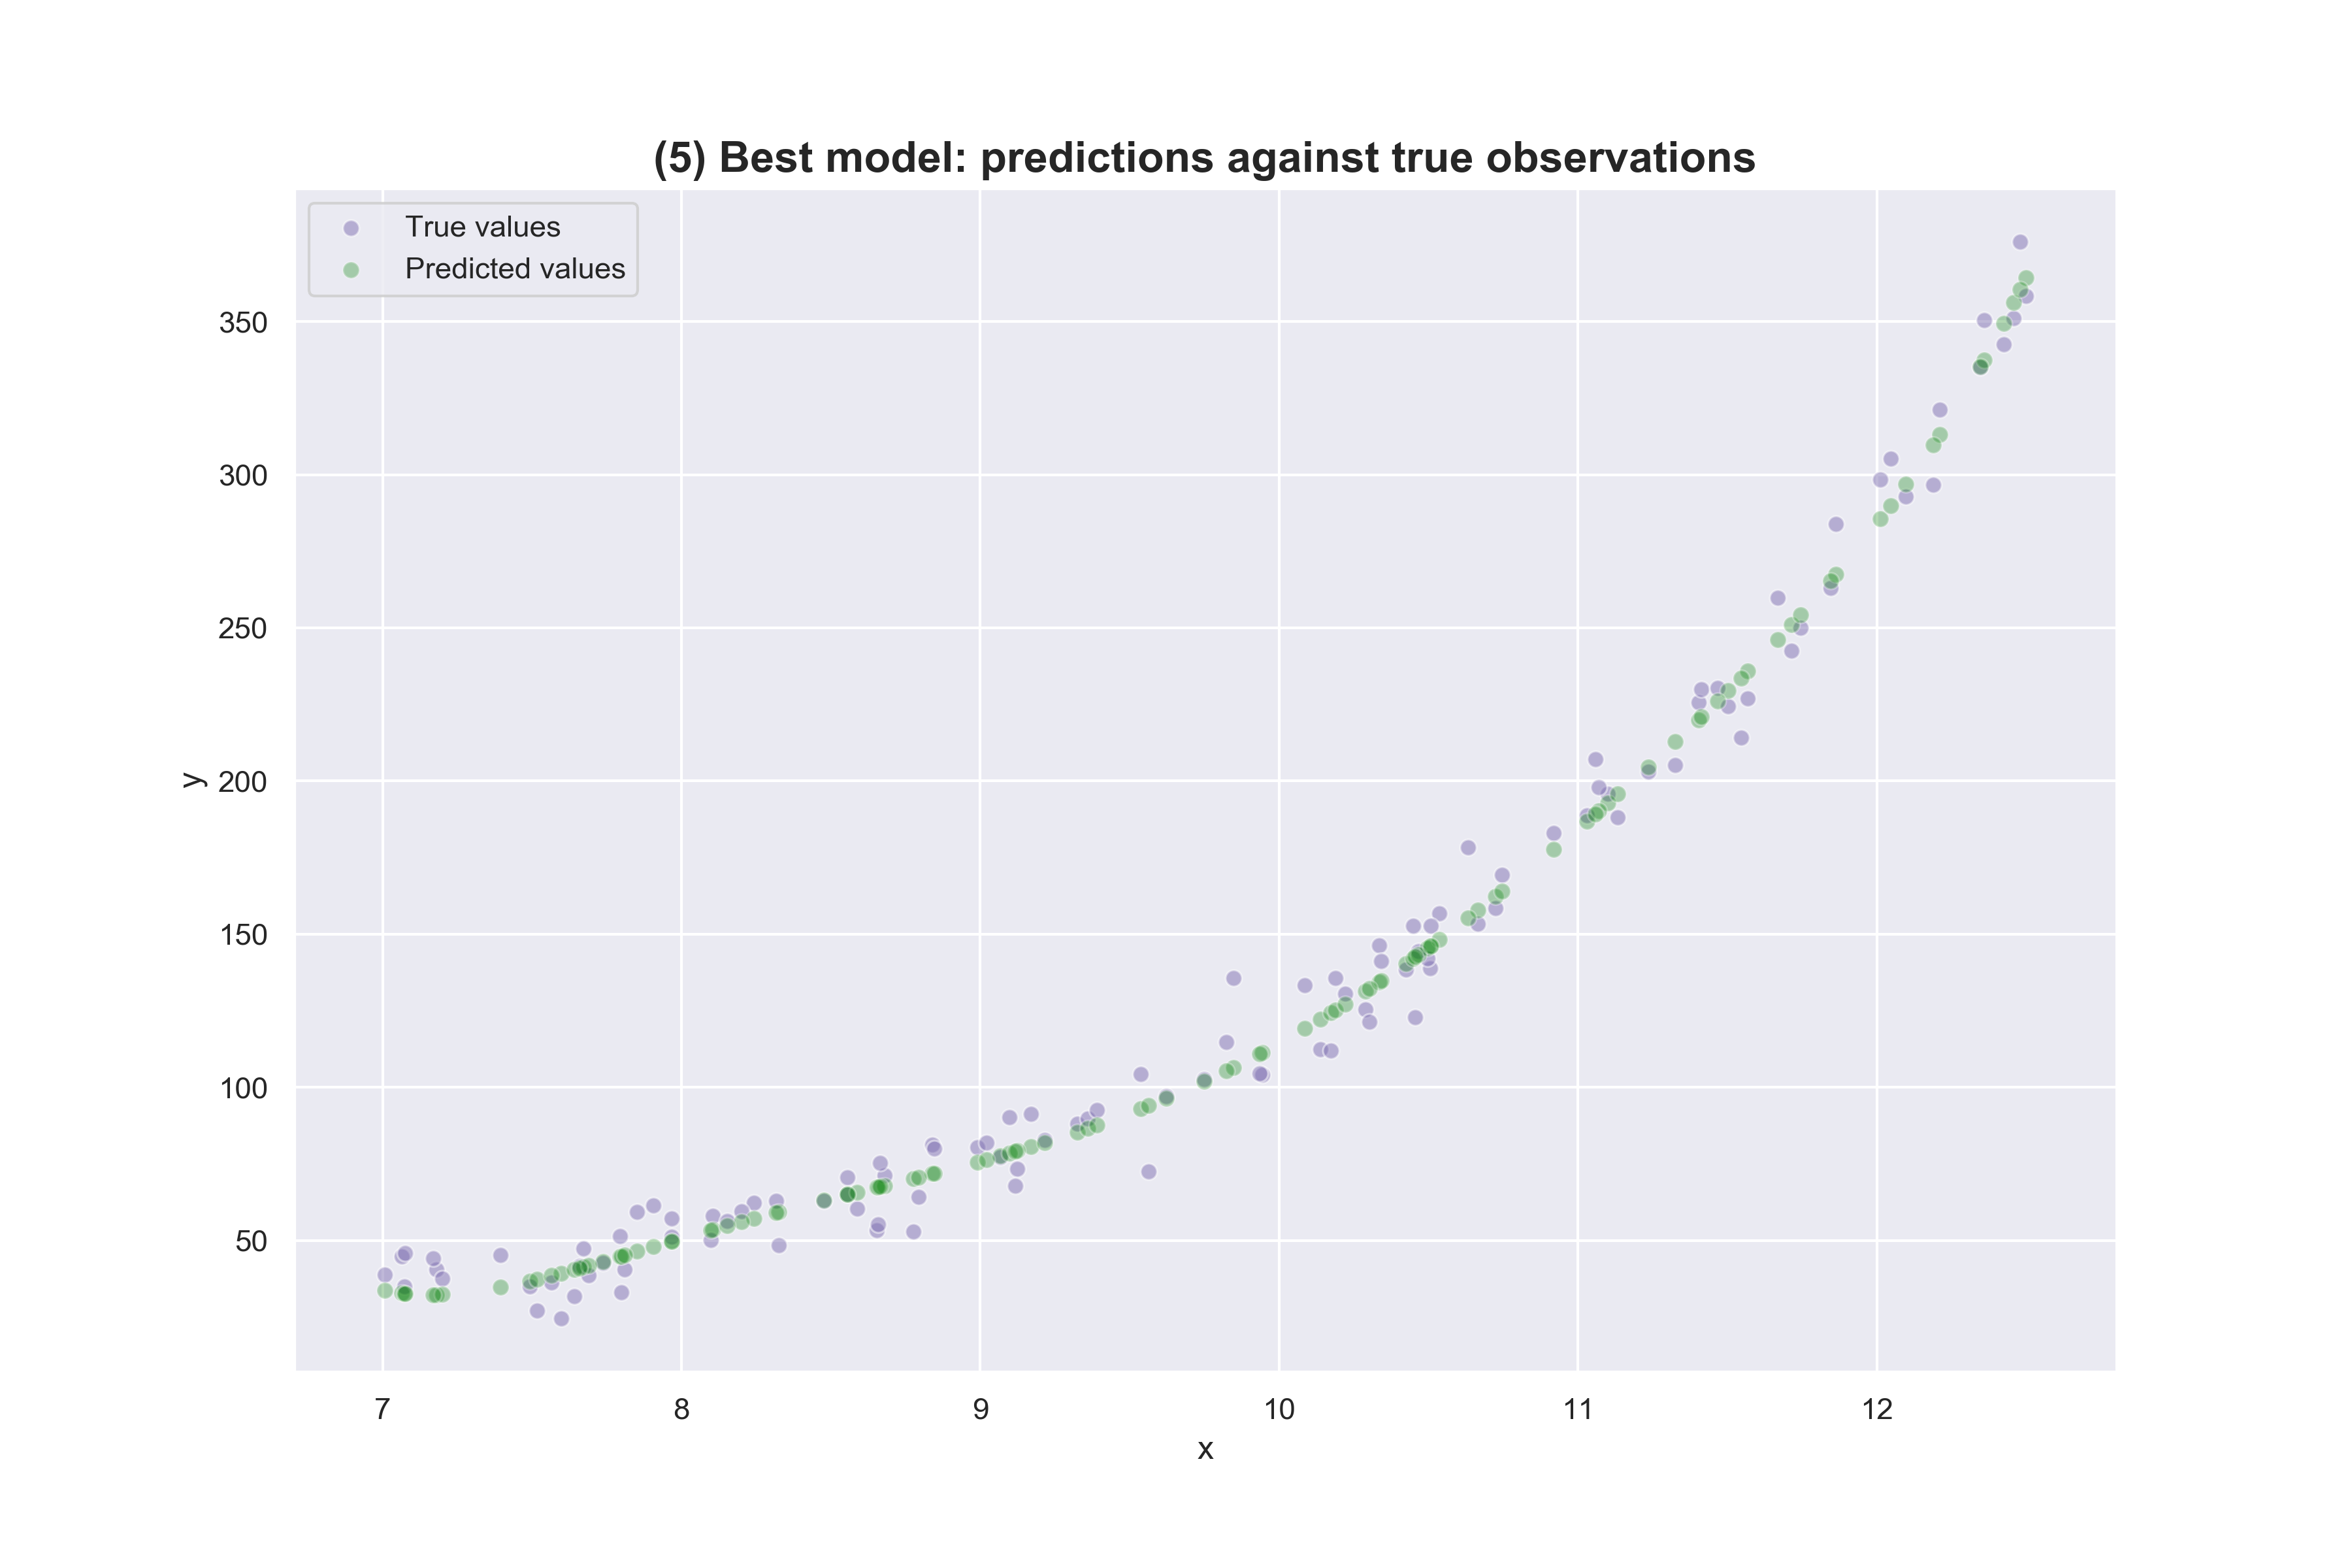 (5) Best model: predictions against true observations
True values
Predicted values
350
300
250
200
150
100
50
y
7 8 9 10 11 12
x